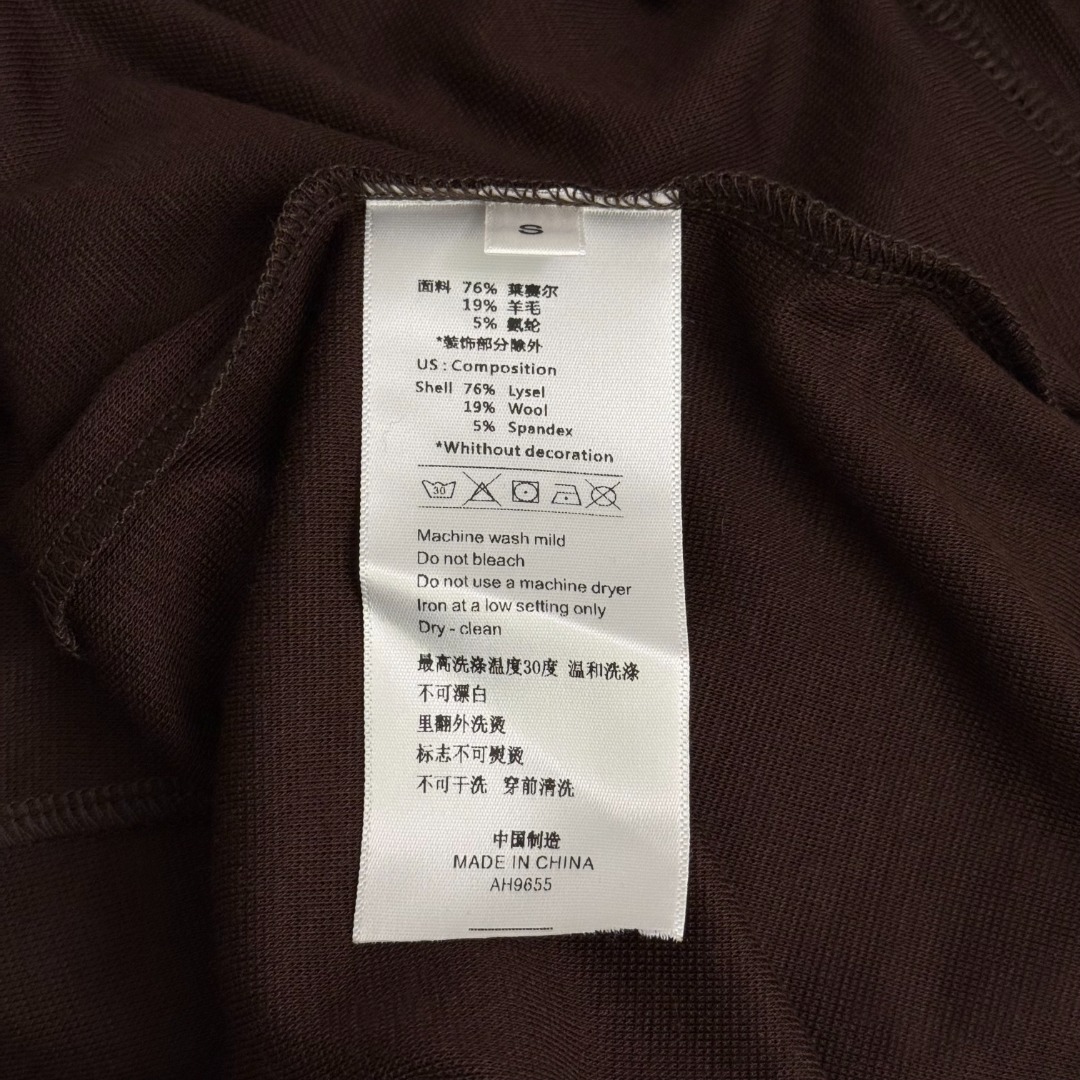 S
面料 76% 莱赛尔
19% 羊毛
5% 氨纶
*装饰部分除外
US : Composition
Shell 76% Lysel
19% Wool
5% Spandex
*Whithout decoration
30
Machine wash mild
Do not bleach
Do not use a machine dryer
Iron at a low setting only
Dry - clean
最高洗涤温度30度 温和洗涤
不可漂白
里翻外洗烫
标志不可熨烫
不可干洗 穿前清洗
中国制造
MADE IN CHINA
AH9655